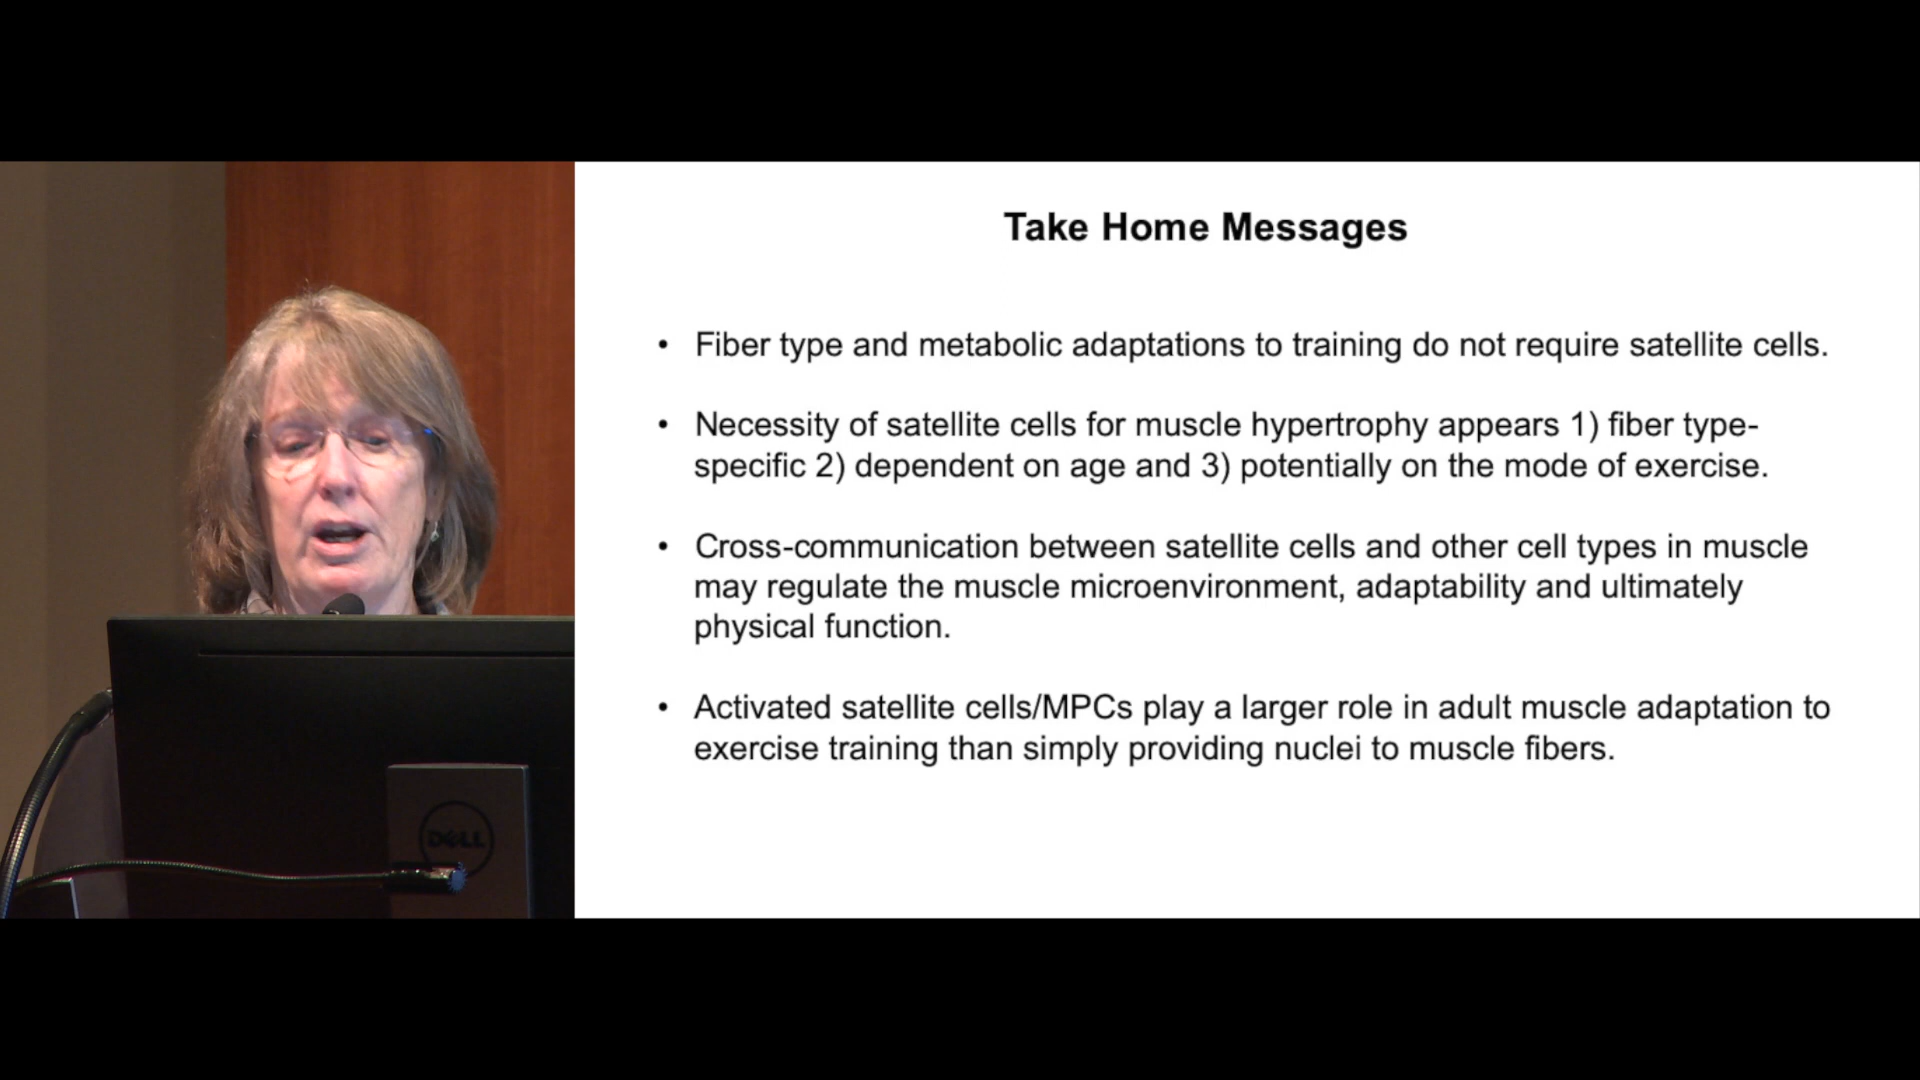 Take Home Messages
• Fiber type and metabolic adaptations to training do not require satellite cells.
• Necessity of satellite cells for muscle hypertrophy appears 1) fiber type-
specific 2) dependent on age and 3) potentially on the mode of exercise.
• Cross-communication between satellite cells and other cell types in muscle
may regulate the muscle microenvironment, adaptability and ultimately
physical function.
• Activated satellite cells/MPCs play a larger role in adult muscle adaptation to
exercise training than simply providing nuclei to muscle fibers.
DELL